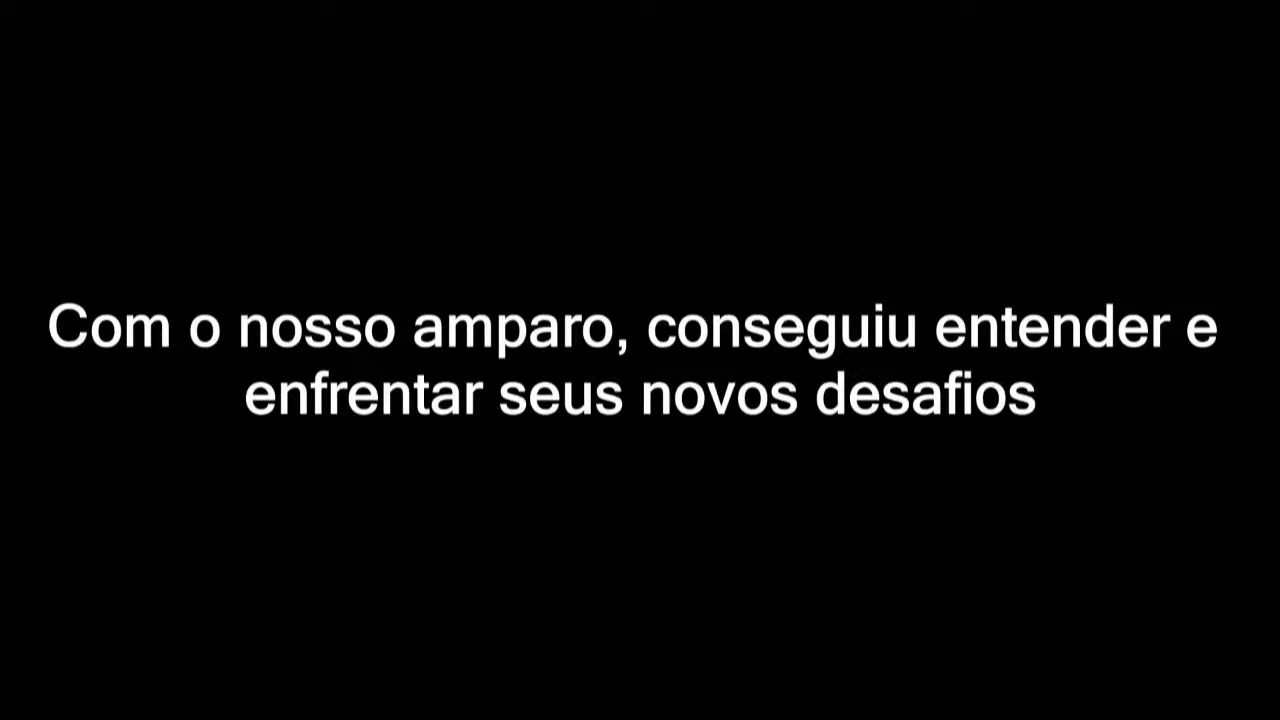 Com o nosso amparo, conseguiu entender e
enfrentar seus novos desafios